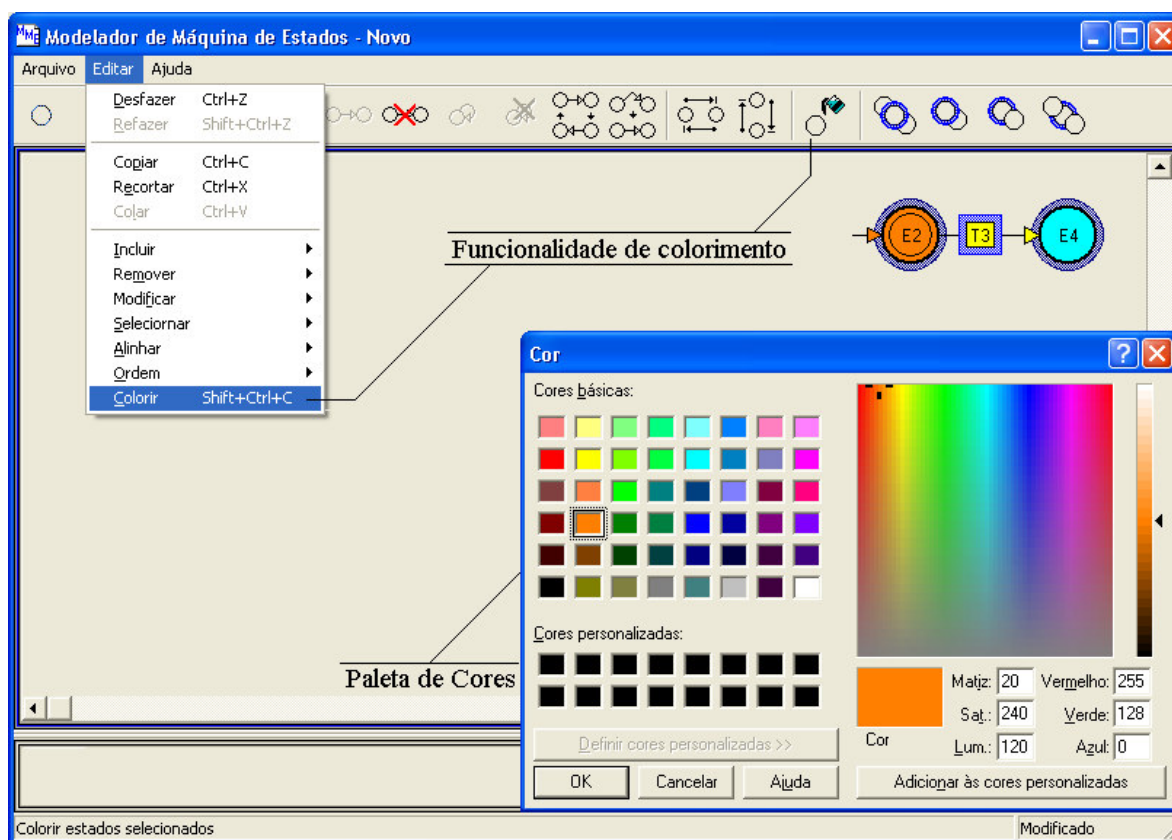 Modelador de Máquina de Estados - Novo
Arquivo Editar Ajuda
Desfazer Ctrl+Z
Refazer Shift+Ctrl+Z
Copiar Ctrl+C
Recortar Ctrl+X
Colar Ctrl+V
Incluir
Remover
Modificar
Seleciornar
Alinhar
Ordem
Colorir Shift+Ctrl+C
Funcionalidade de colorimento
E2 T3 E4
Cor
Cores básicas:
Cores personalizadas:
Definir cores personalizadas >>
OK Cancelar Ajuda
Cor
Matiz: 20 Vermelho: 255
Sat.: 240 Verde: 128
Lum.: 120 Azul: 0
Adicionar às cores personalizadas
Paleta de Cores
Colorir estados selecionados Modificado